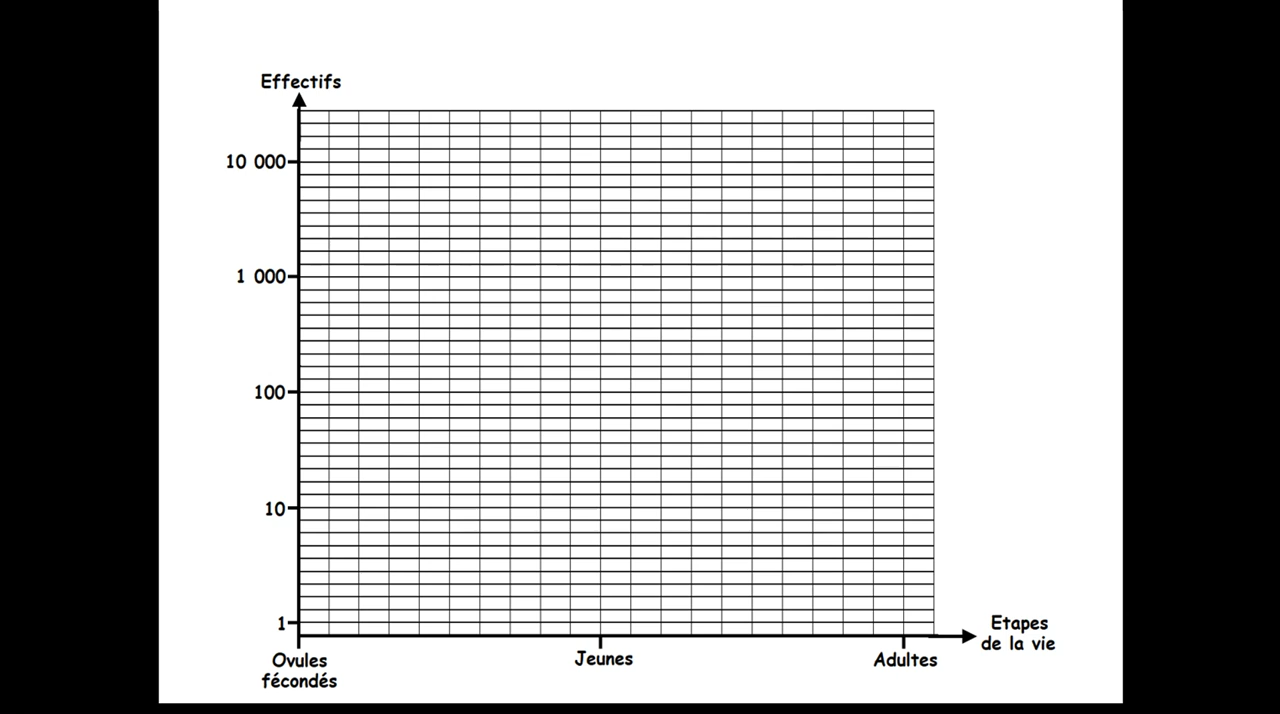 Effectifs
10 000
1 000
100
10
1
Ovules
fécondés
Jeunes
Adultes
Etapes
de la vie